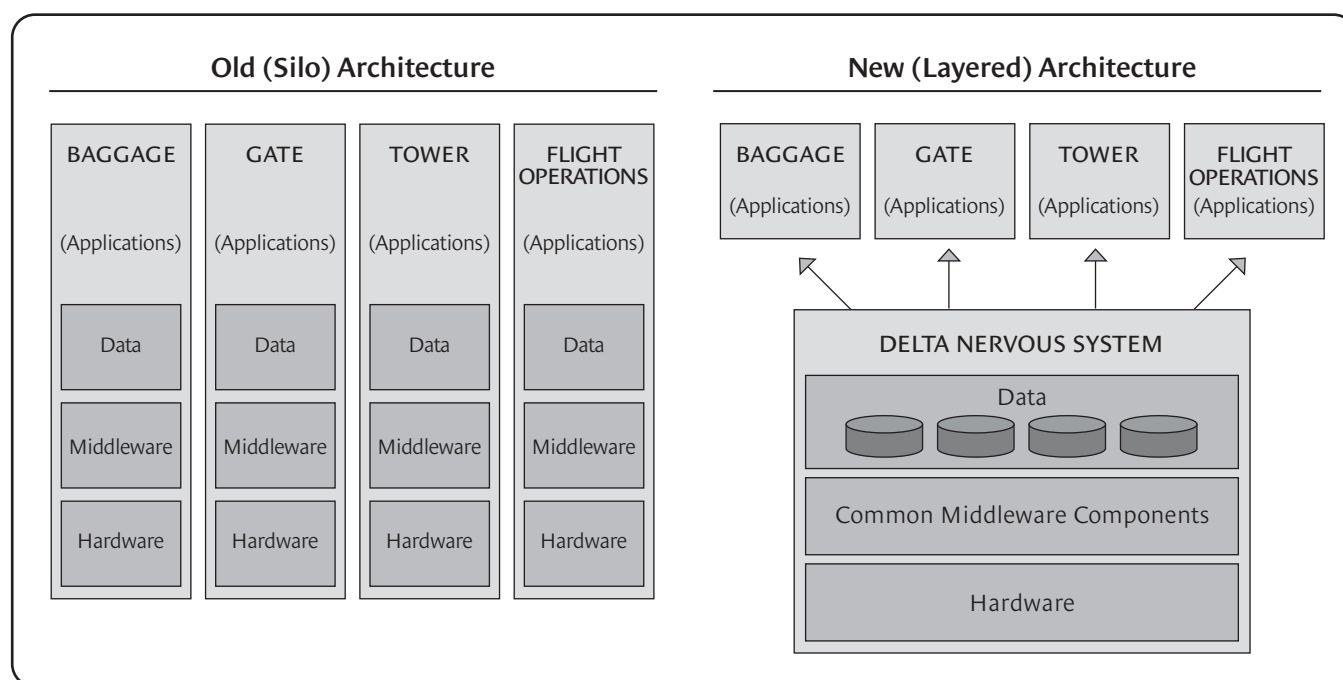 Old (Silo) Architecture
BAGGAGE
(Applications)
Data
Middleware
Hardware
GATE
(Applications)
Data
Middleware
Hardware
TOWER
(Applications)
Data
Middleware
Hardware
FLIGHT
OPERATIONS
(Applications)
Data
Middleware
Hardware
New (Layered) Architecture
BAGGAGE
(Applications)
GATE
(Applications)
TOWER
(Applications)
FLIGHT
OPERATIONS
(Applications)
DELTA NERVOUS SYSTEM
Data
Common Middleware Components
Hardware